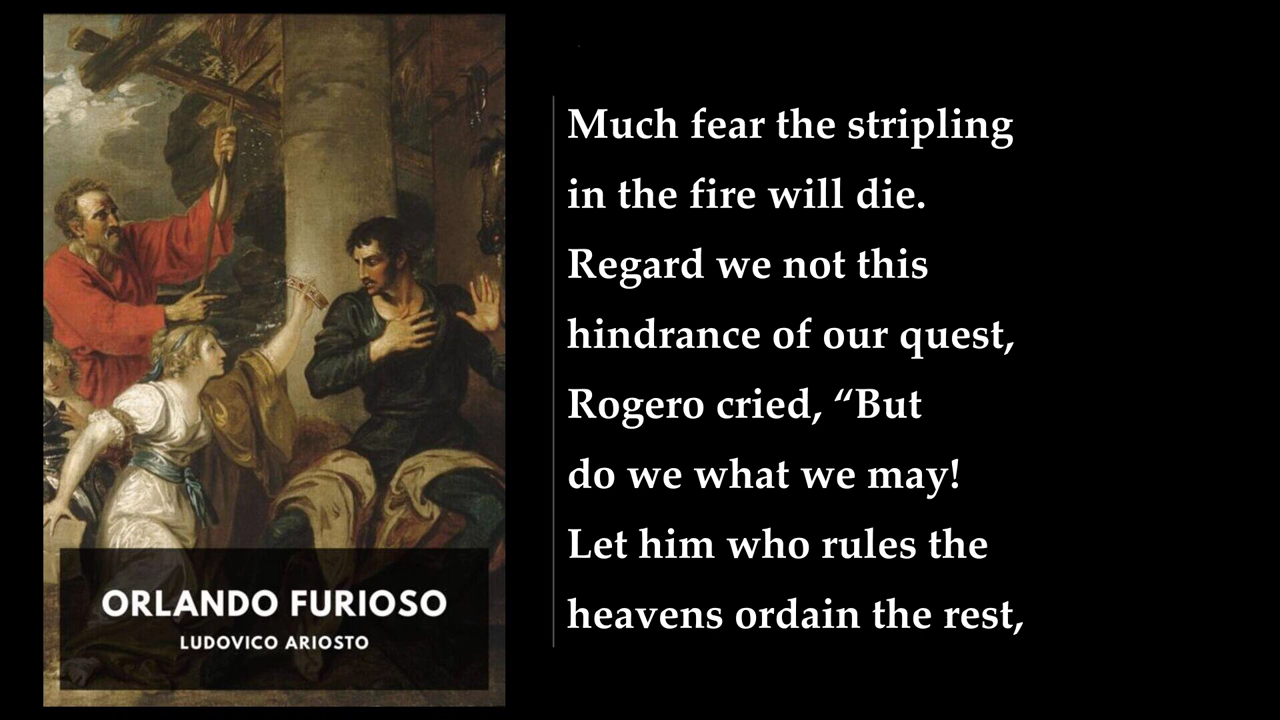 ORLANDO FURIOSO
LUDOVICO ARIOSTO
Much fear the stripling
in the fire will die.
Regard we not this
hindrance of our quest,
Rogero cried, “But
do we what we may!
Let him who rules the
heavens ordain the rest,